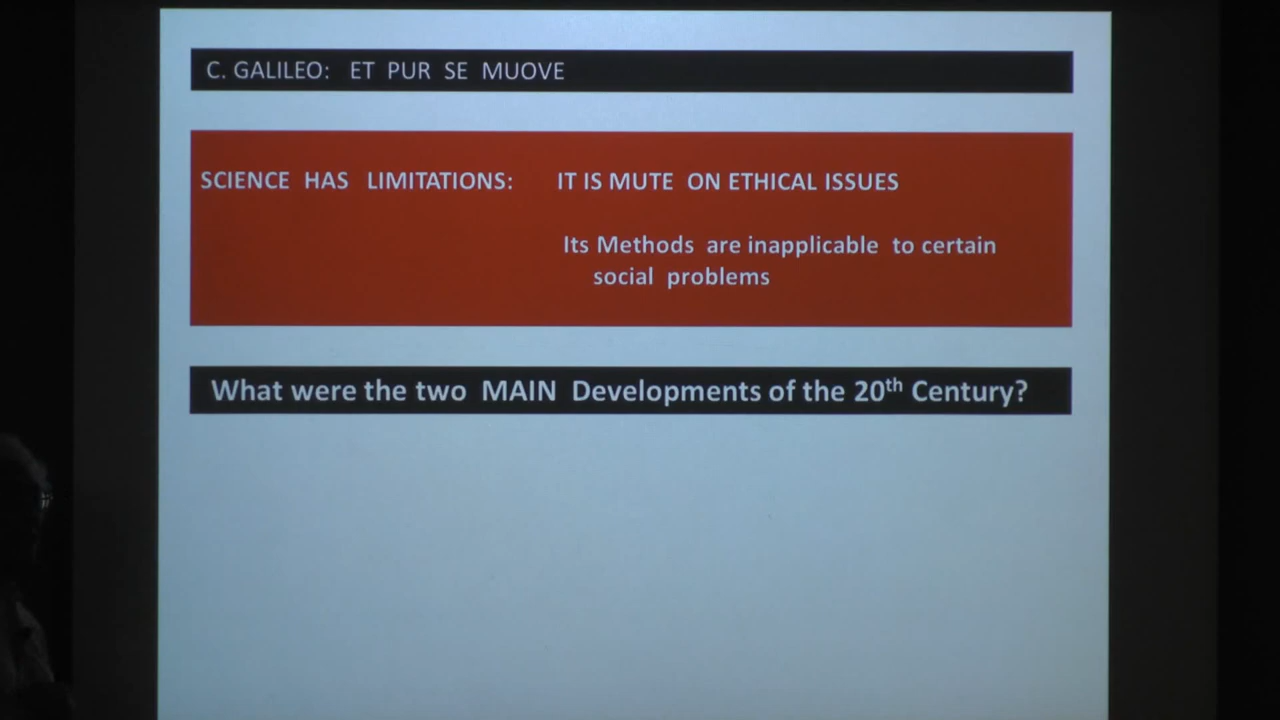 C. GALILEO: ET PUR SE MUOVE
SCIENCE HAS LIMITATIONS: IT IS MUTE ON ETHICAL ISSUES
Its Methods are inapplicable to certain
social problems
What were the two MAIN Developments of the 20th Century?